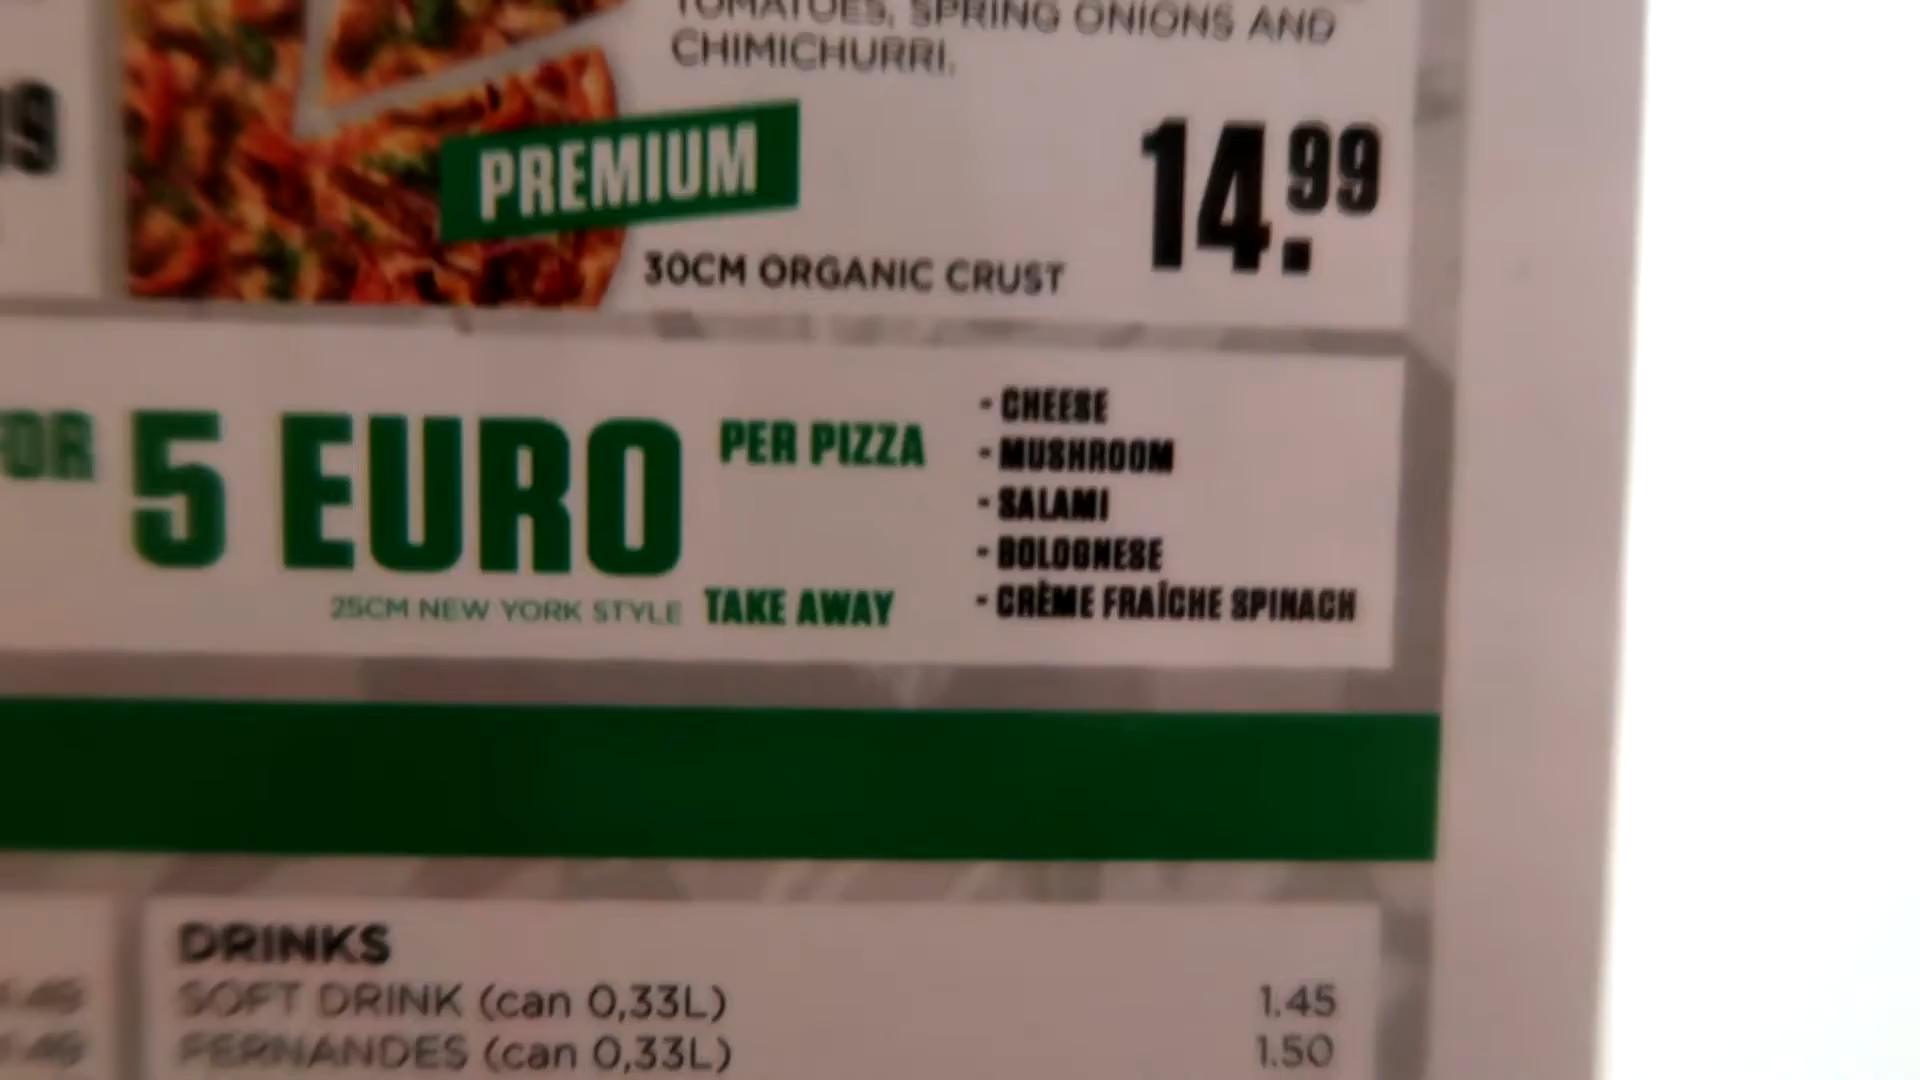 TOMATOES, SPRING ONIONS AND
CHIMICHURRI.
PREMIUM
14.99
30CM ORGANIC CRUST
FOR 5 EURO PER PIZZA
25CM NEW YORK STYLE TAKE AWAY
- CHEESE
- MUSHROOM
- SALAMI
- BOLOGNESE
- CRÈME FRAÎCHE SPINACH
DRINKS
SOFT DRINK (can 0,33L) 1.45
FERNANDES (can 0,33L) 1.50